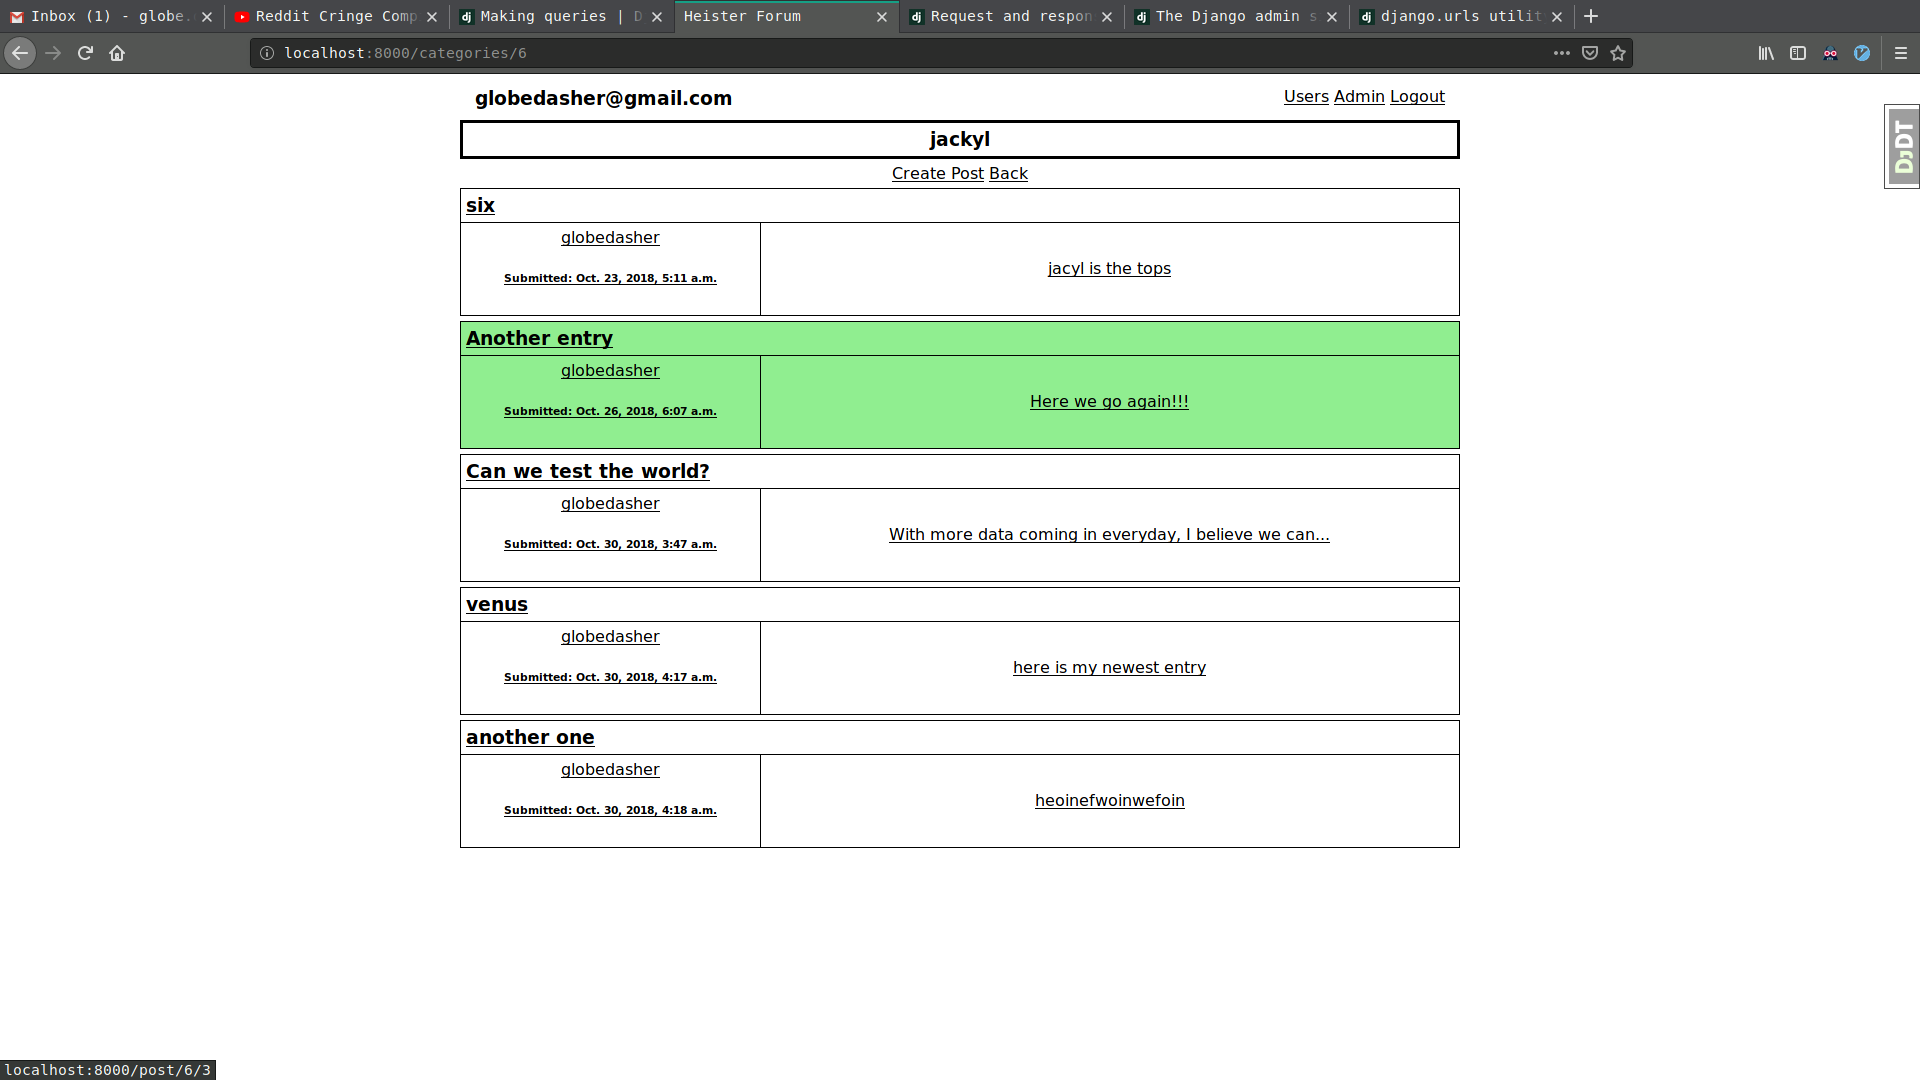 Inbox (1) - globe.
Reddit Cringe Comp
Making queries | D
Heister Forum
Request and respon
The Django admin s
django.urls utilit
localhost:8000/categories/6
globedasher@gmail.com
Users Admin Logout
DjDT
jackyl
Create Post Back
six
globedasher
Submitted: Oct. 23, 2018, 5:11 a.m.
jacyl is the tops
Another entry
globedasher
Submitted: Oct. 26, 2018, 6:07 a.m.
Here we go again!!!
Can we test the world?
globedasher
Submitted: Oct. 30, 2018, 3:47 a.m.
With more data coming in everyday, I believe we can...
venus
globedasher
Submitted: Oct. 30, 2018, 4:17 a.m.
here is my newest entry
another one
globedasher
Submitted: Oct. 30, 2018, 4:18 a.m.
heoinefwoinwefoin
localhost:8000/post/6/3